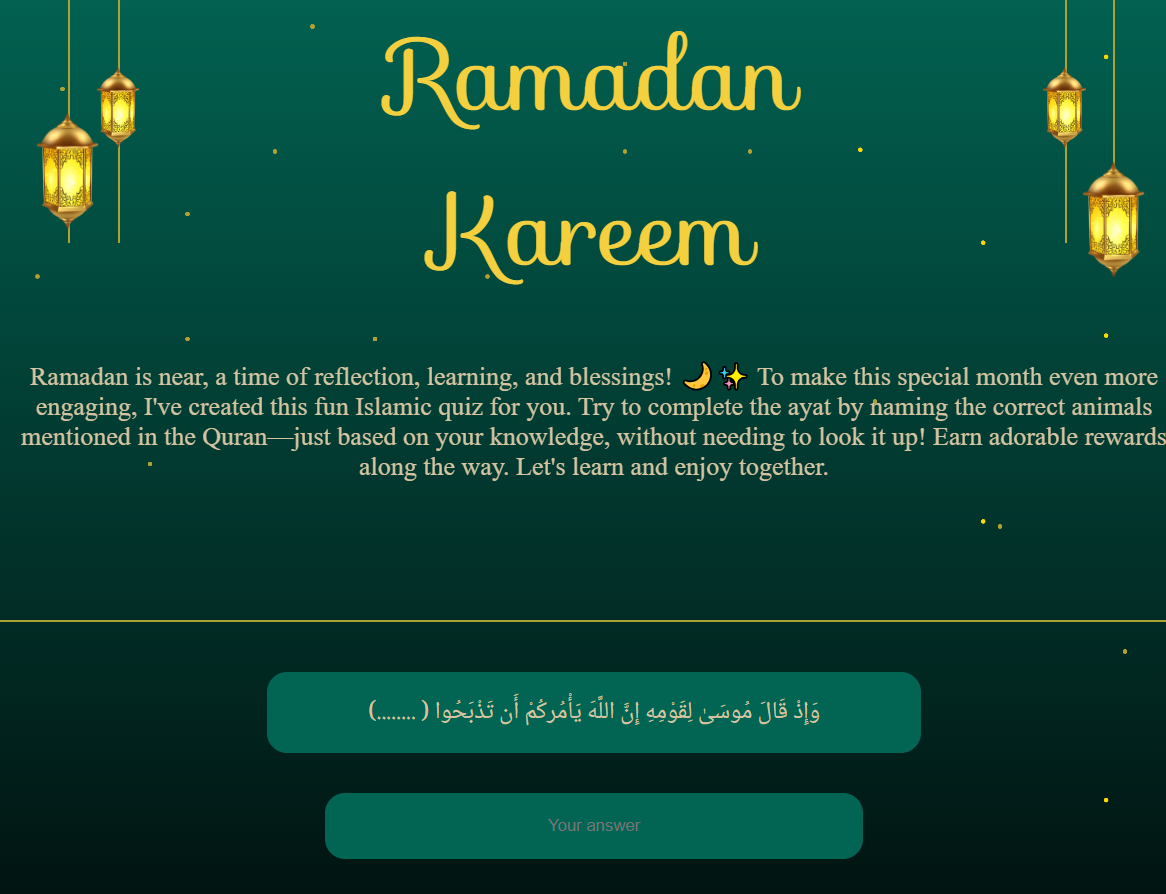 Ramadan
Kareem
Ramadan is near, a time of reflection, learning, and blessings! 🌙✨ To make this special month even more
engaging, I've created this fun Islamic quiz for you. Try to complete the ayat by naming the correct animals
mentioned in the Quran—just based on your knowledge, without needing to look it up! Earn adorable rewards
along the way. Let's learn and enjoy together.
وَإِذْ قَالَ مُوسَىٰ لِقَوْمِهِ إِنَّ اللَّهَ يَأْمُركُمْ أَن تَذْبَحُوا ( ........)
Your answer